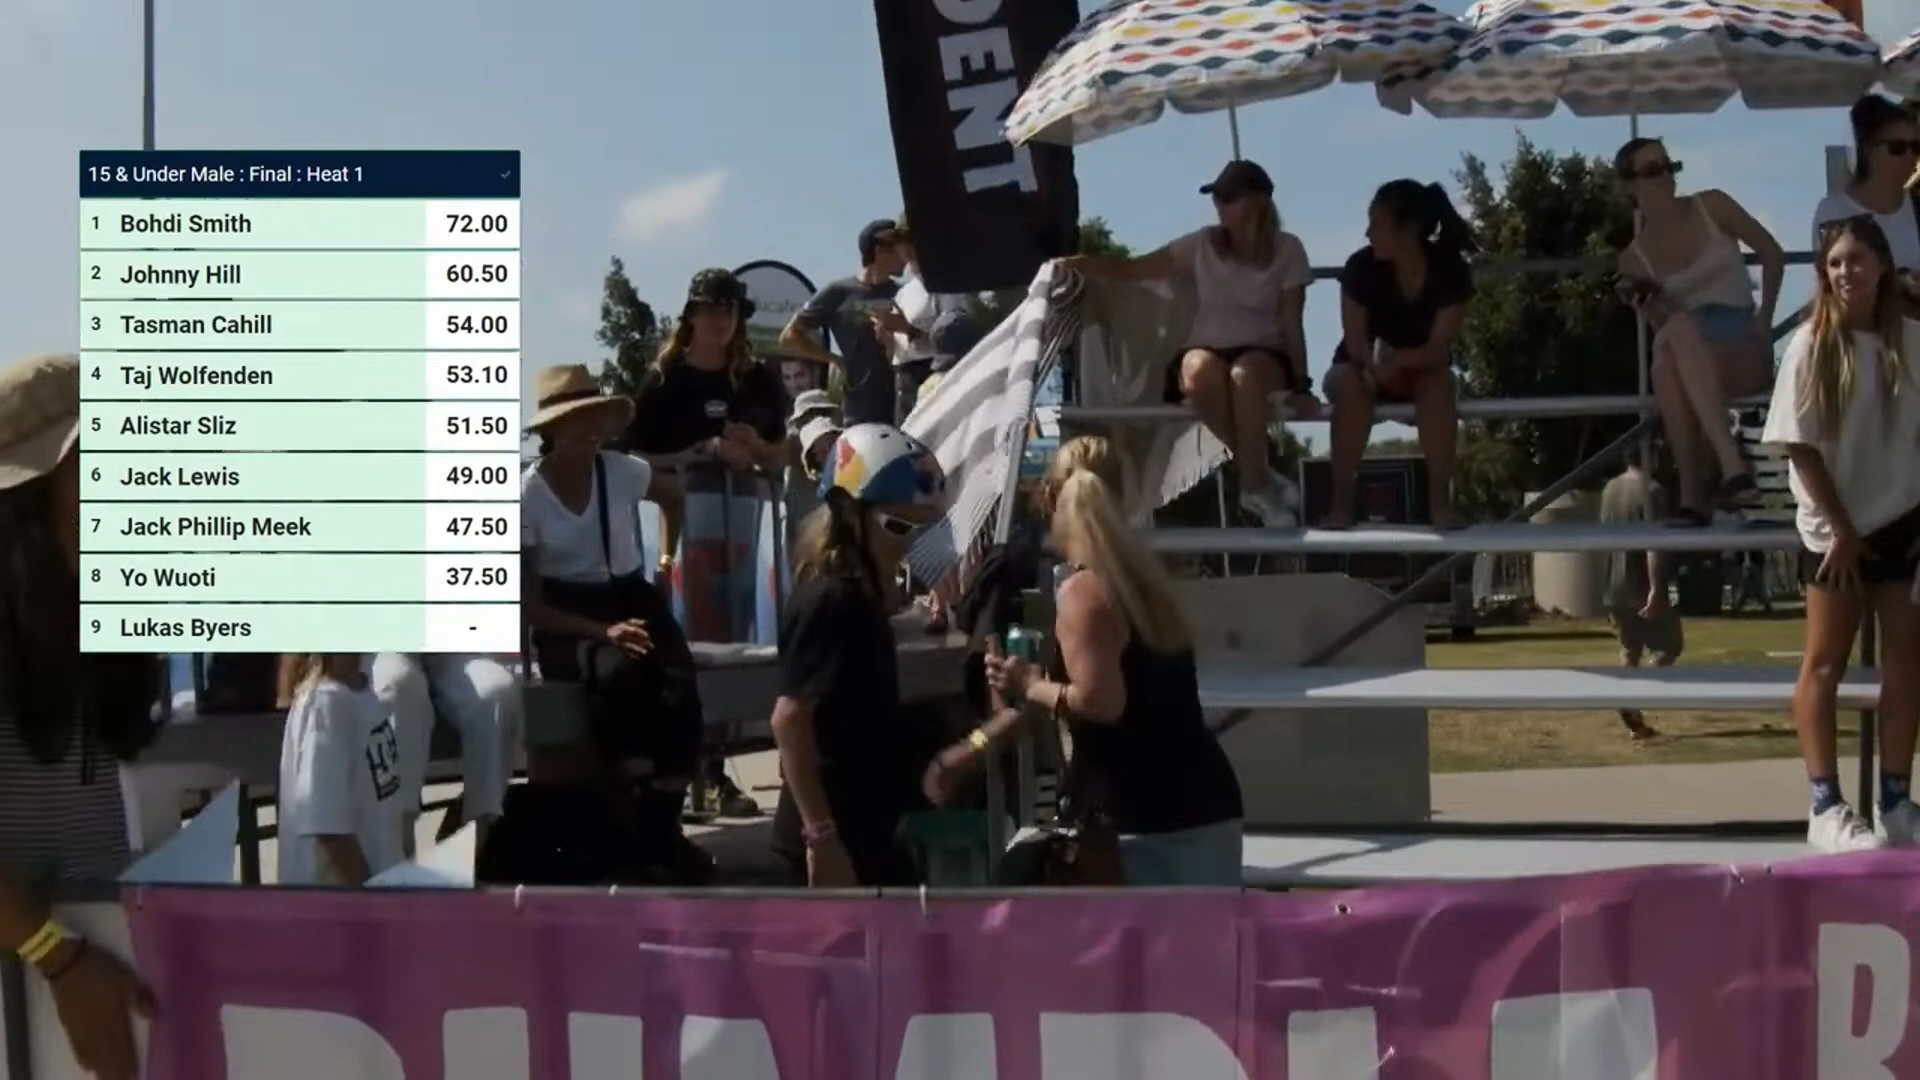 DENT
15 & Under Male : Final : Heat 1
1 Bohdi Smith 72.00
2 Johnny Hill 60.50
3 Tasman Cahill 54.00
4 Taj Wolfenden 53.10
5 Alistar Sliz 51.50
6 Jack Lewis 49.00
7 Jack Phillip Meek 47.50
8 Yo Wuoti 37.50
9 Lukas Byers -